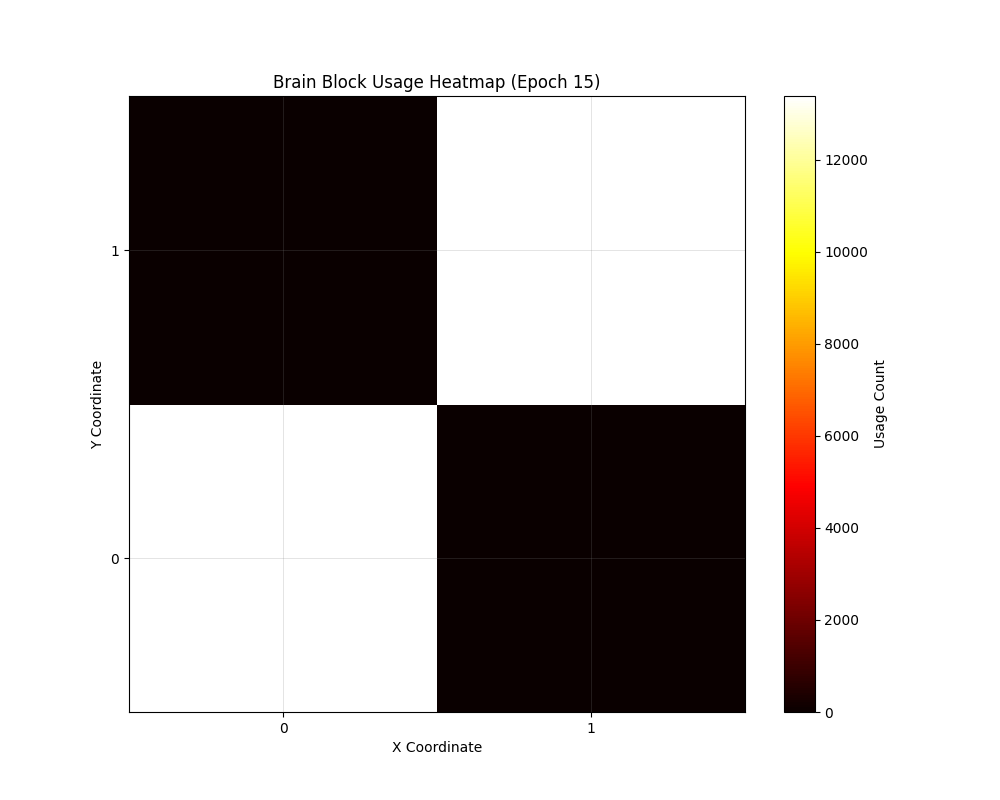 Brain Block Usage Heatmap (Epoch 15)
1
0
Y Coordinate
0
1
X Coordinate
12000
10000
8000
6000
4000
2000
0
Usage Count